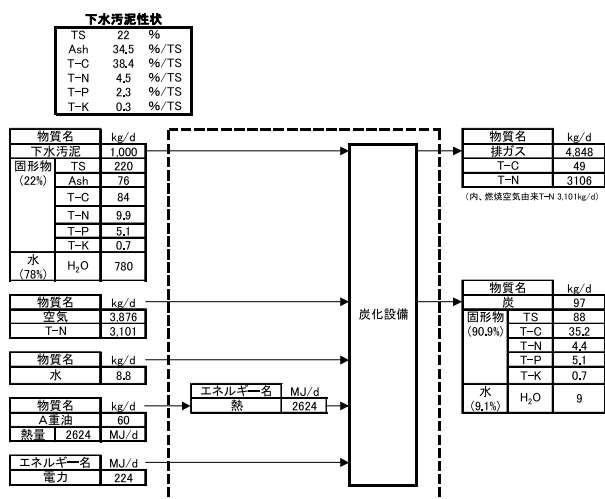 下水汚泥性状
TS 22 %
Ash 34.5 %/TS
T-C 38.4 %/TS
T-N 4.5 %/TS
T-P 2.3 %/TS
T-K 0.3 %/TS
物質名 kg/d
下水汚泥 1,000
固形物 (22%) TS 220
Ash 76
T-C 84
T-N 9.9
T-P 5.1
T-K 0.7
水 (78%) H₂O 780
物質名 kg/d
空気 3,876
T-N 3,101
物質名 kg/d
水 8.8
物質名 kg/d
A重油 60
熱量 2624 MJ/d
エネルギー名 MJ/d
電力 224
エネルギー名 MJ/d
熱 2624
炭化設備
物質名 kg/d
排ガス 4,848
T-C 49
T-N 3106
(内、燃焼空気由来T-N 3,101kg/d)
物質名 kg/d
炭 97
固形物 (90.9%) TS 88
T-C 35.2
T-N 4.4
T-P 5.1
T-K 0.7
水 (9.1%) H₂O 9